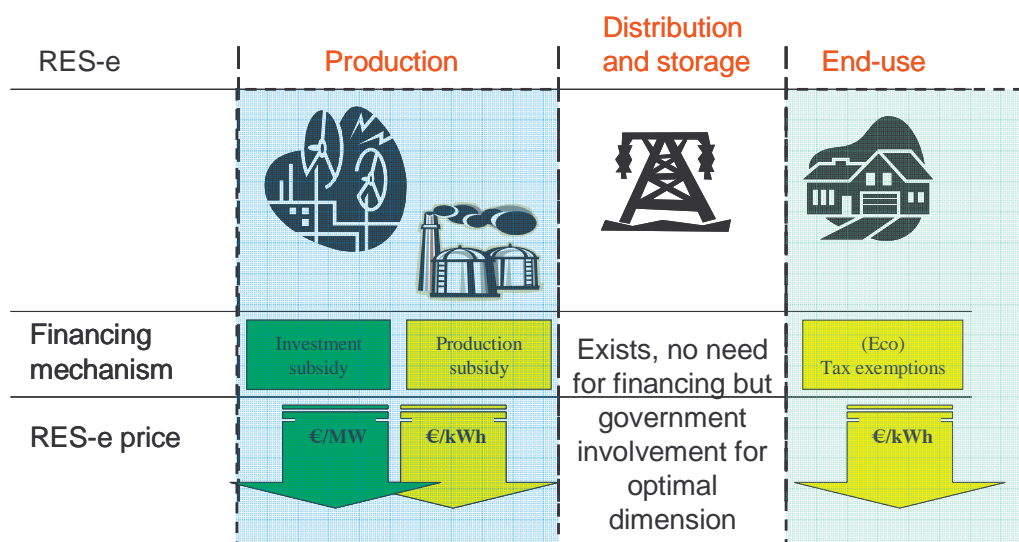 RES-e
Production
Distribution
and storage
End-use
Financing
mechanism
Investment
subsidy
Production
subsidy
Exists, no need
for financing but
government
involvement for
optimal
dimension
(Eco)
Tax exemptions
RES-e price
€/MW
€/kWh
€/kWh